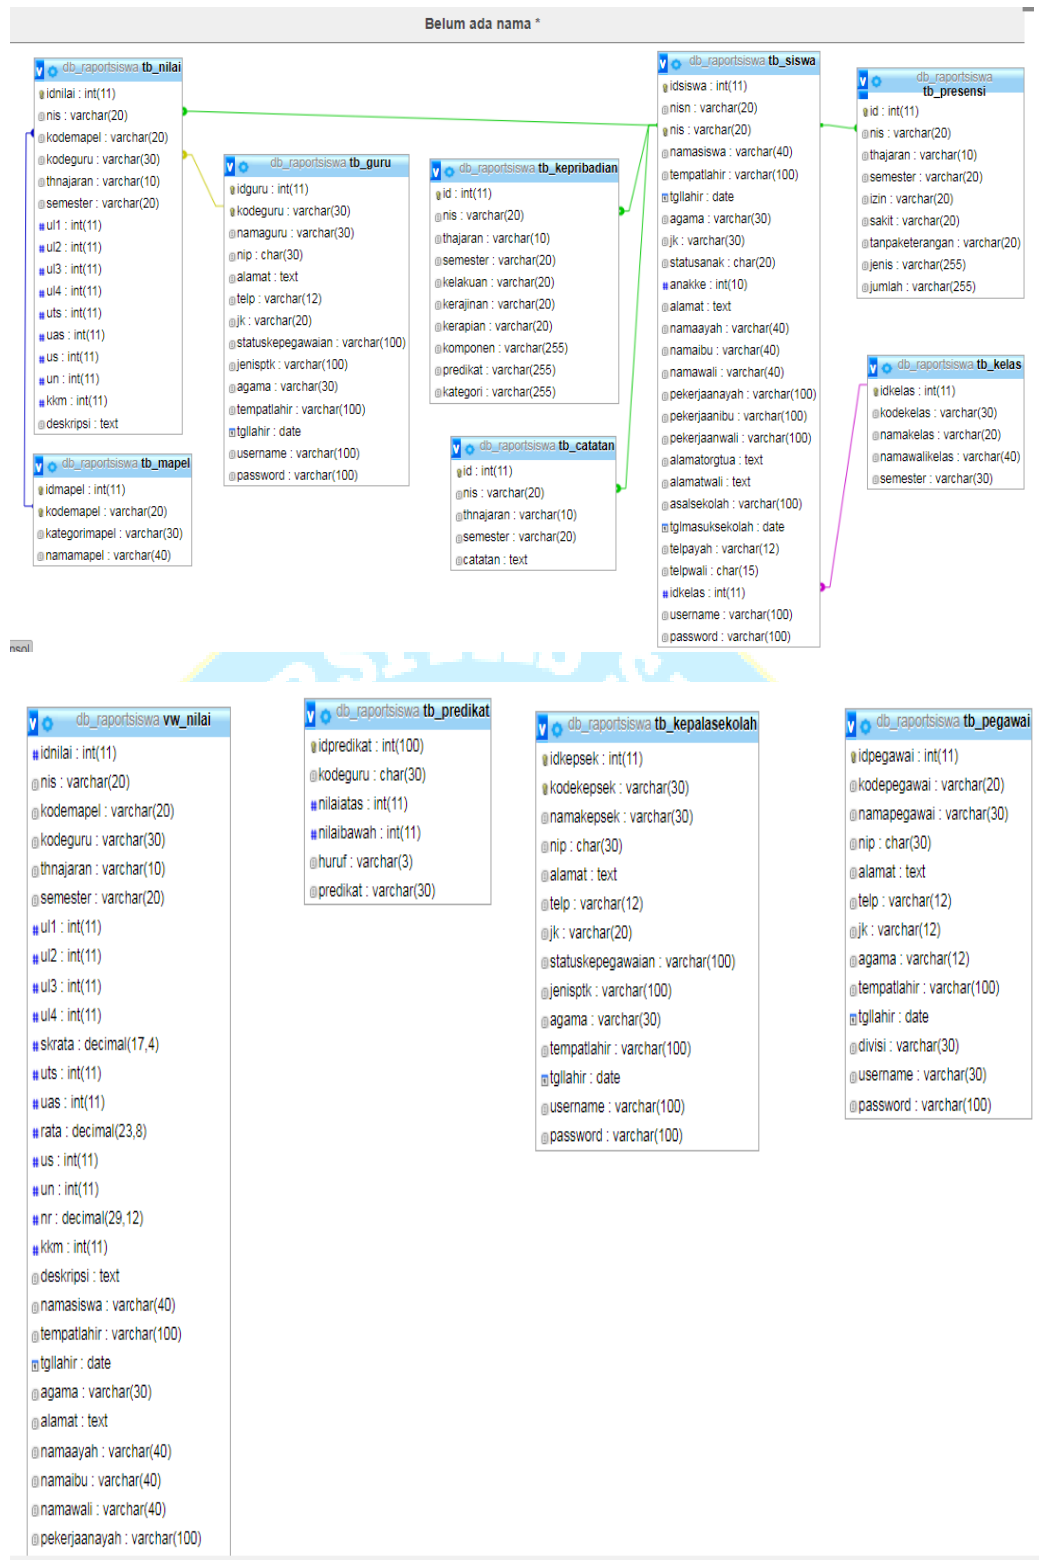 Belum ada nama *
db_raportsiswa tb_nilai
idnilai : int(11)
nis : varchar(20)
kodemapel : varchar(20)
kodeguru : varchar(30)
thnajaran : varchar(10)
semester : varchar(20)
ul1 : int(11)
ul2 : int(11)
ul3 : int(11)
ul4 : int(11)
uts : int(11)
uas : int(11)
us : int(11)
un : int(11)
kkm : int(11)
deskripsi : text
db_raportsiswa tb_mapel
idmapel : int(11)
kodemapel : varchar(20)
kategorimapel : varchar(30)
namamapel : varchar(40)
db_raportsiswa tb_guru
idguru : int(11)
kodeguru : varchar(30)
namaguru : varchar(30)
nip : char(30)
alamat : text
telp : varchar(12)
jk : varchar(20)
statuskepegawaian : varchar(100)
jenisptk : varchar(100)
agama : varchar(30)
tempatlahir : varchar(100)
tgllahir : date
username : varchar(100)
password : varchar(100)
db_raportsiswa tb_kepribadian
id : int(11)
nis : varchar(20)
thajaran : varchar(10)
semester : varchar(20)
kelakuan : varchar(20)
kerajinan : varchar(20)
kerapian : varchar(20)
komponen : varchar(255)
predikat : varchar(255)
kategori : varchar(255)
db_raportsiswa tb_catatan
id : int(11)
nis : varchar(20)
thnajaran : varchar(10)
semester : varchar(20)
catatan : text
db_raportsiswa tb_siswa
idsiswa : int(11)
nisn : varchar(20)
nis : varchar(20)
namasiswa : varchar(40)
tempatlahir : varchar(100)
tgllahir : date
agama : varchar(30)
jk : varchar(30)
statusanak : char(20)
anakke : int(10)
alamat : text
namaayah : varchar(40)
namaibu : varchar(40)
namawali : varchar(40)
pekerjaanayah : varchar(100)
pekerjaanibu : varchar(100)
pekerjaanwali : varchar(100)
alamatorgtua : text
alamatwali : text
asalsekolah : varchar(100)
tglmasuksekolah : date
telpayah : varchar(12)
telpwali : char(15)
idkelas : int(11)
username : varchar(100)
password : varchar(100)
db_raportsiswa
tb_presensi
id : int(11)
nis : varchar(20)
thajaran : varchar(10)
semester : varchar(20)
izin : varchar(20)
sakit : varchar(20)
tanpaketerangan : varchar(20)
jenis : varchar(255)
jumlah : varchar(255)
db_raportsiswa tb_kelas
idkelas : int(11)
kodekelas : varchar(30)
namakelas : varchar(20)
namawalikelas : varchar(40)
semester : varchar(30)
nsol
db_raportsiswa vw_nilai
idnilai : int(11)
nis : varchar(20)
kodemapel : varchar(20)
kodeguru : varchar(30)
thnajaran : varchar(10)
semester : varchar(20)
ul1 : int(11)
ul2 : int(11)
ul3 : int(11)
ul4 : int(11)
skrata : decimal(17,4)
uts : int(11)
uas : int(11)
rata : decimal(23,8)
us : int(11)
un : int(11)
nr : decimal(29,12)
kkm : int(11)
deskripsi : text
namasiswa : varchar(40)
tempatlahir : varchar(100)
tgllahir : date
agama : varchar(30)
alamat : text
namaayah : varchar(40)
namaibu : varchar(40)
namawali : varchar(40)
pekerjaanayah : varchar(100)
db_raportsiswa tb_predikat
idpredikat : int(100)
kodeguru : char(30)
nilaiatas : int(11)
nilaibawah : int(11)
huruf : varchar(3)
predikat : varchar(30)
db_raportsiswa tb_kepalasekolah
idkepsek : int(11)
kodekepsek : varchar(30)
namakepsek : varchar(30)
nip : char(30)
alamat : text
telp : varchar(12)
jk : varchar(20)
statuskepegawaian : varchar(100)
jenisptk : varchar(100)
agama : varchar(30)
tempatlahir : varchar(100)
tgllahir : date
username : varchar(100)
password : varchar(100)
db_raportsiswa tb_pegawai
idpegawai : int(11)
kodepegawai : varchar(20)
namapegawai : varchar(30)
nip : char(30)
alamat : text
telp : varchar(12)
jk : varchar(12)
agama : varchar(12)
tempatlahir : varchar(100)
tgllahir : date
divisi : varchar(30)
username : varchar(30)
password : varchar(100)